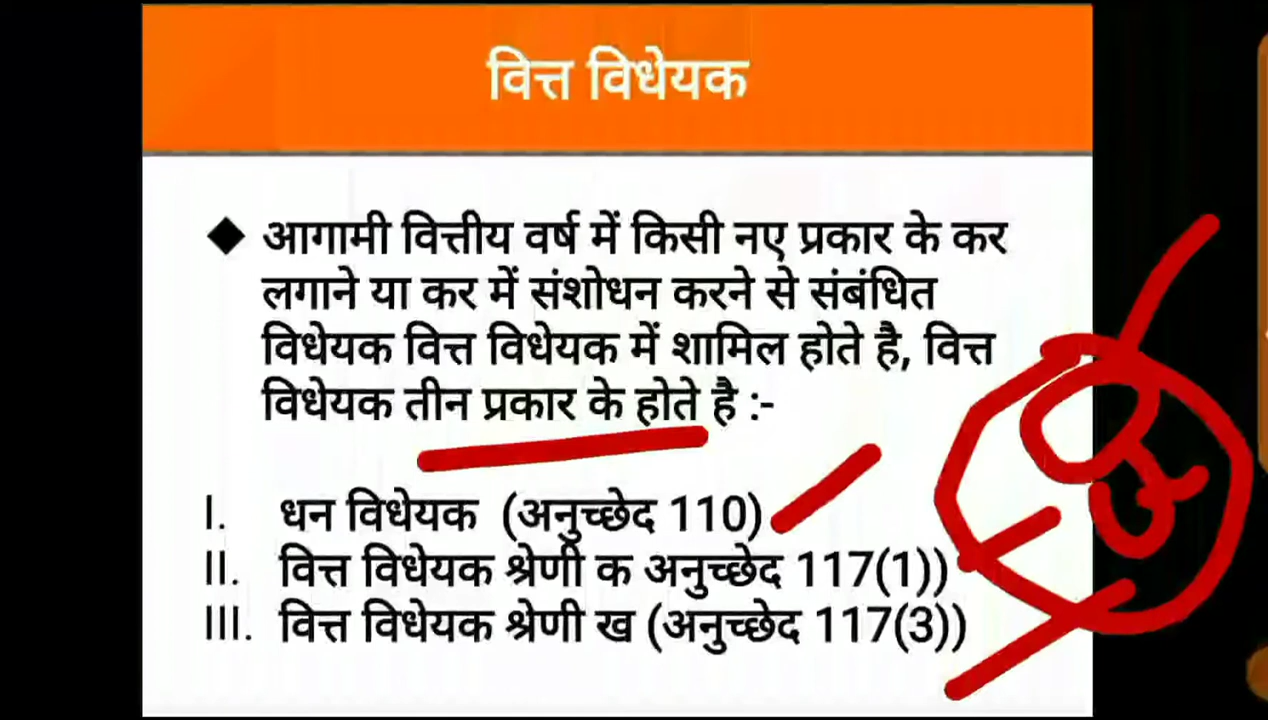 वित्त विधेयक
◆ आगामी वित्तीय वर्ष में किसी नए प्रकार के कर
लगाने या कर में संशोधन करने से संबंधित
विधेयक वित्त विधेयक में शामिल होते है, वित्त
विधेयक तीन प्रकार के होते है :-
I. धन विधेयक (अनुच्छेद 110)
II. वित्त विधेयक श्रेणी क अनुच्छेद 117(1))
III. वित्त विधेयक श्रेणी ख (अनुच्छेद 117(3))